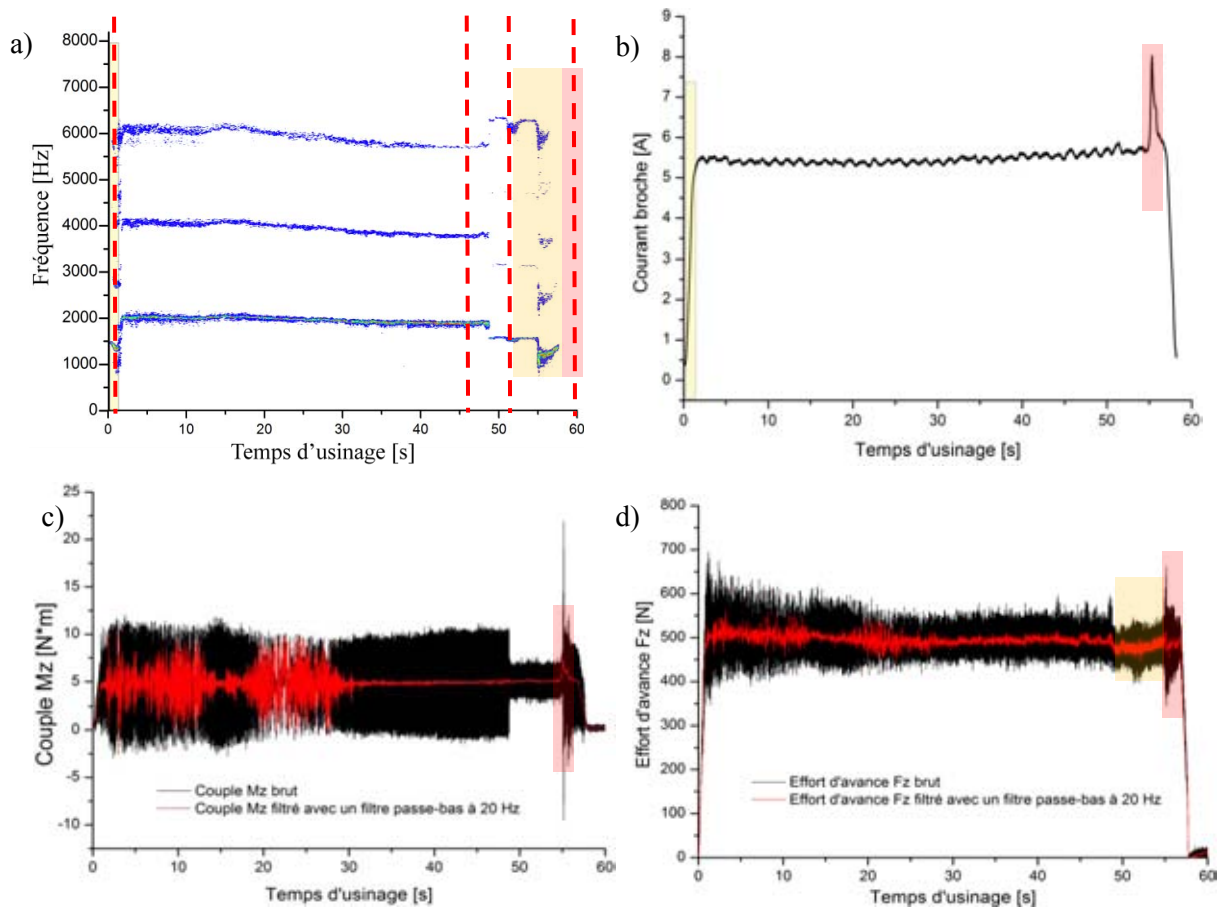 a)
8000
7000
6000
5000
4000
3000
2000
1000
0
Fréquence [Hz]
0 10 20 30 40 50 60
Temps d'usinage [s]
b)
9
8
7
6
5
4
3
2
1
0
Courant broche [A]
0 10 20 30 40 50 60
Temps d'usinage [s]
c)
25
20
15
10
5
0
-5
-10
Couple Mz [N*m]
Couple Mz brut
Couple Mz filtré avec un filtre passe-bas à 20 Hz
0 10 20 30 40 50 60
Temps d'usinage [s]
d)
800
700
600
500
400
300
200
100
0
Effort d'avance Fz [N]
Effort d'avance Fz brut
Effort d'avance Fz filtré avec un filtre passe-bas à 20 Hz
0 10 20 30 40 50 60
Temps d'usinage [s]